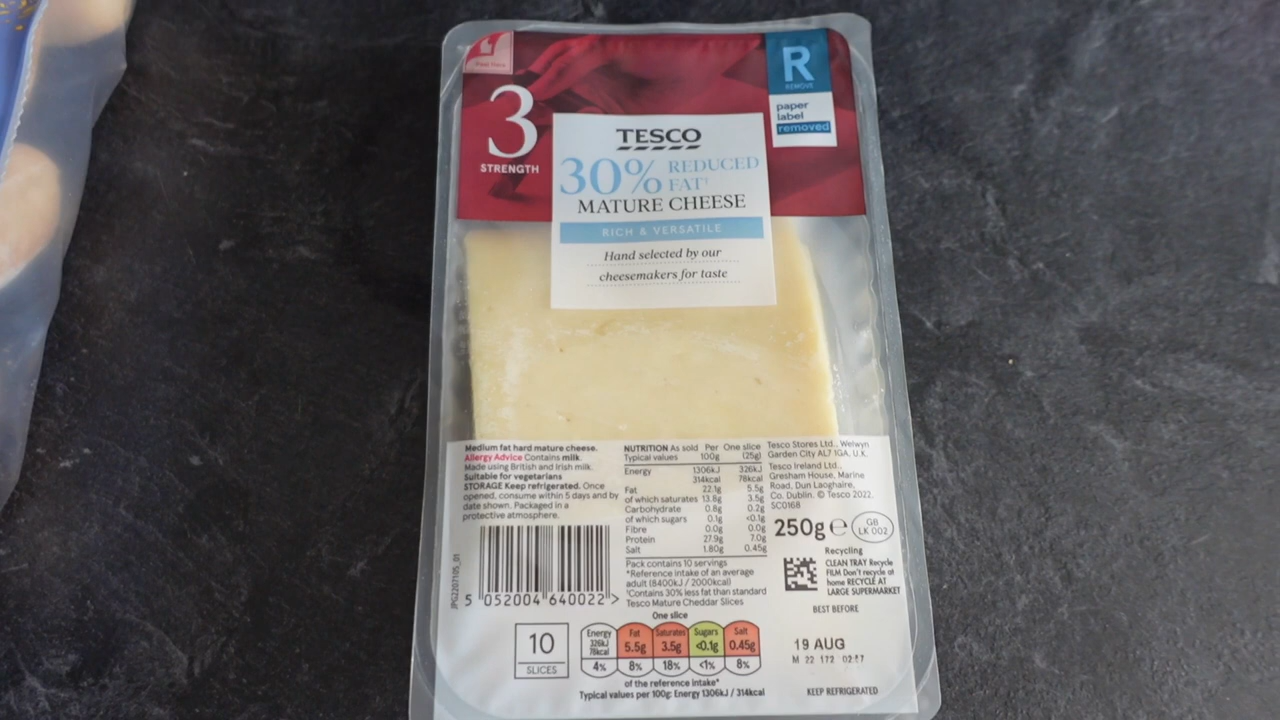 3
STRENGTH
R
REMOVE
paper
label
removed
TESCO
30% REDUCED
FAT†
MATURE CHEESE
RICH & VERSATILE
Hand selected by our
cheesemakers for taste
Medium fat hard mature cheese.
Allergy Advice Contains milk.
Made using British and Irish milk.
Suitable for vegetarians
STORAGE Keep refrigerated. Once
opened, consume within 5 days and by
date shown. Packaged in a
protective atmosphere.
JPG2207105_01
5 052004 640022 >
NUTRITION As sold Per One slice
Typical values 100g (25g)
Energy 1306kJ 326kJ
314kcal 78kcal
Fat 22.1g 5.5g
of which saturates 13.8g 3.5g
Carbohydrate 0.8g 0.2g
of which sugars 0.1g <0.1g
Fibre 0.0g 0.0g
Protein 27.9g 7.0g
Salt 1.80g 0.45g
Pack contains 10 servings
*Reference intake of an average
adult (8400kJ / 2000kcal)
†Contains 30% less fat than standard
Tesco Mature Cheddar Slices
Tesco Stores Ltd., Welwyn
Garden City AL7 1GA, U.K.
Tesco Ireland Ltd.,
Gresham House, Marine
Road, Dun Laoghaire,
Co. Dublin. © Tesco 2022.
SC0168
250g e
GB
LK 002
Recycling
CLEAN TRAY Recycle
FILM Don't recycle at
home RECYCLE AT
LARGE SUPERMARKET
BEST BEFORE
19 AUG
M 22 172 02:
KEEP REFRIGERATED
10
SLICES
One slice
Energy Fat Saturates Sugars Salt
326kJ
78kcal 5.5g 3.5g <0.1g 0.45g
4% 8% 18% <1% 8%
of the reference intake*
Typical values per 100g: Energy 1306kJ / 314kcal